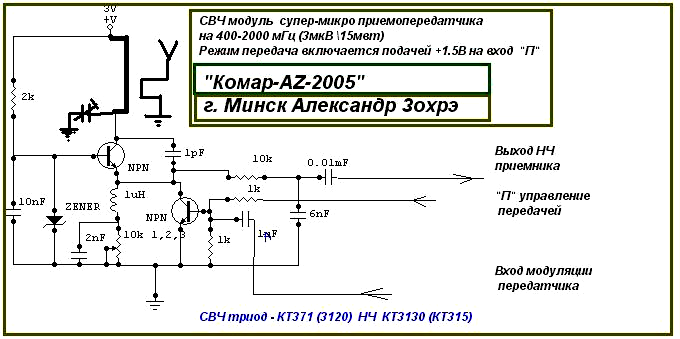 3V
+V
СВЧ модуль супер-микро приемопередатчика
на 400-2000 мГц (3мкВ \15мвт)
Режим передача включается подачей +1.5В на вход "П"
"Комар-AZ-2005"
г. Минск Александр Зохрэ
2k
NPN
1pF
10k
0.01mF
Выход НЧ
приемника
1k
1uH
"П" управление
передачей
10nF
ZENER
NPN
1,2,3
6nF
2nF
10k
1k
Вход модуляции
передатчика
СВЧ триод - КТ371 (3120) НЧ КТ3130 (КТ315)